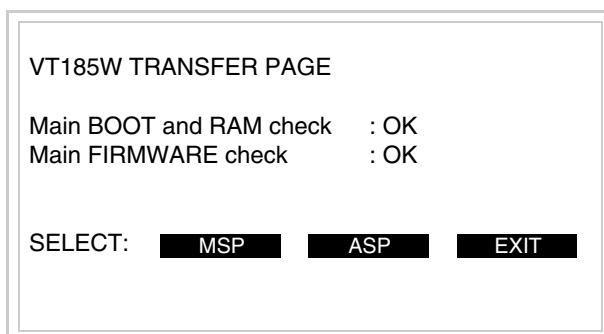 VT185W TRANSFER PAGE
Main BOOT and RAM check : OK
Main FIRMWARE check : OK
SELECT: MSP ASP EXIT